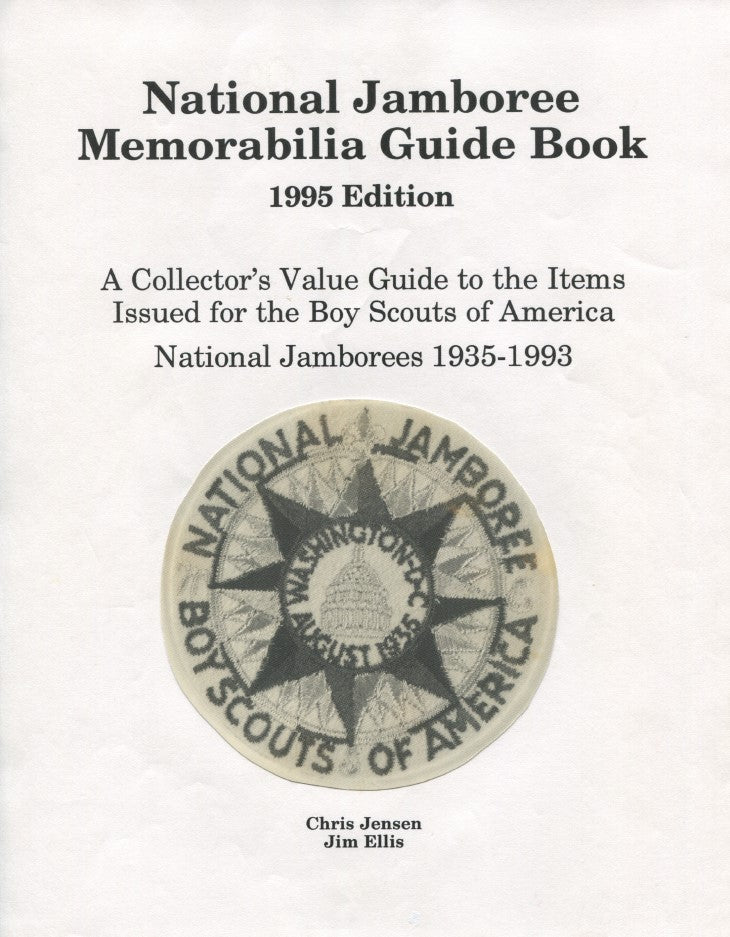 National Jamboree
Memorabilia Guide Book
1995 Edition
A Collector's Value Guide to the Items
Issued for the Boy Scouts of America
National Jamborees 1935-1993
NATIONAL JAMBOREE
WASHINGTON-D-C
AUGUST 1935
BOY SCOUTS OF AMERICA
Chris Jensen
Jim Ellis